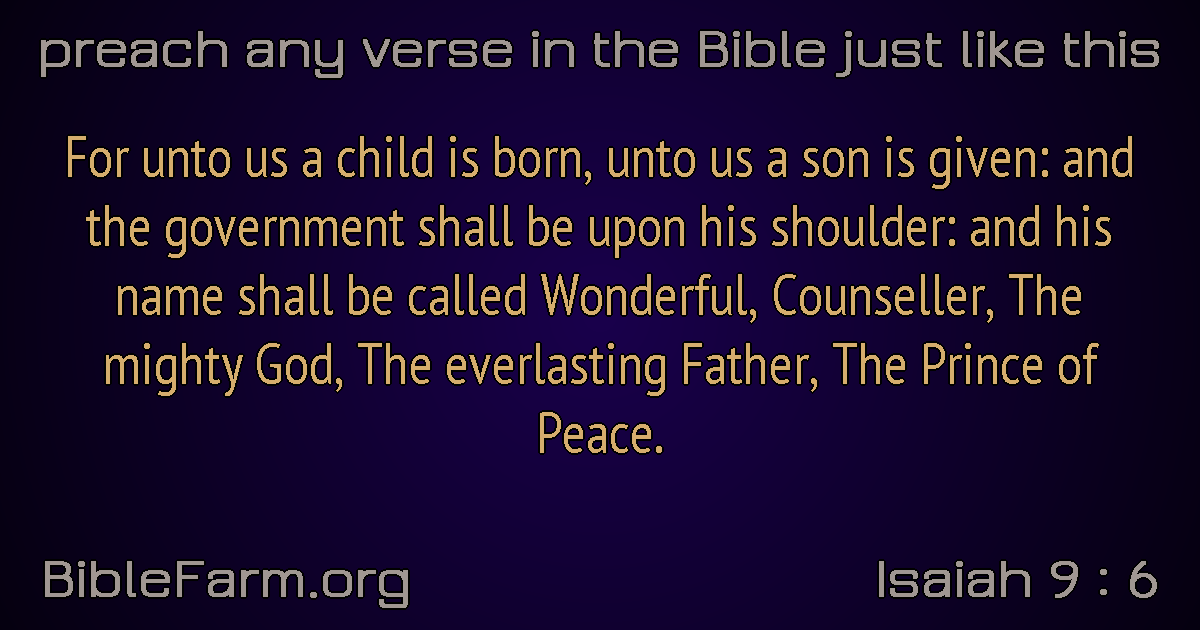 preach any verse in the Bible just like this
For unto us a child is born, unto us a son is given: and
the government shall be upon his shoulder: and his
name shall be called Wonderful, Counseller, The
mighty God, The everlasting Father, The Prince of
Peace.
BibleFarm.org
Isaiah 9 : 6